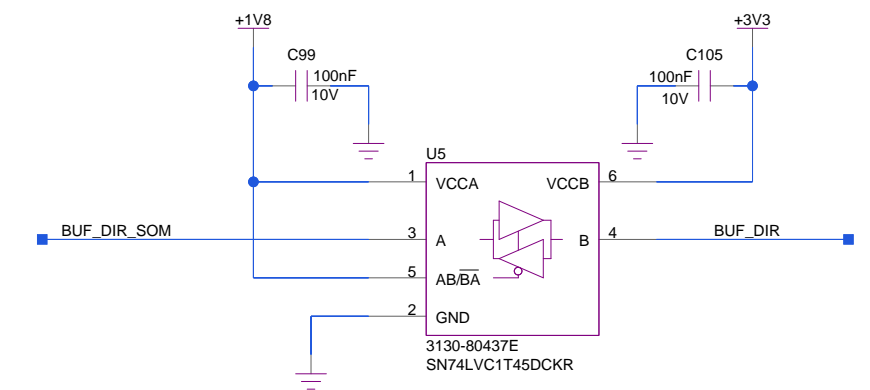 +1V8
+3V3
C99
C105
100nF
100nF
10V
10V
U5
1 VCCA VCCB 6
BUF_DIR_SOM 3 A B 4 BUF_DIR
5 AB/BA
2 GND
3130-80437E
SN74LVC1T45DCKR